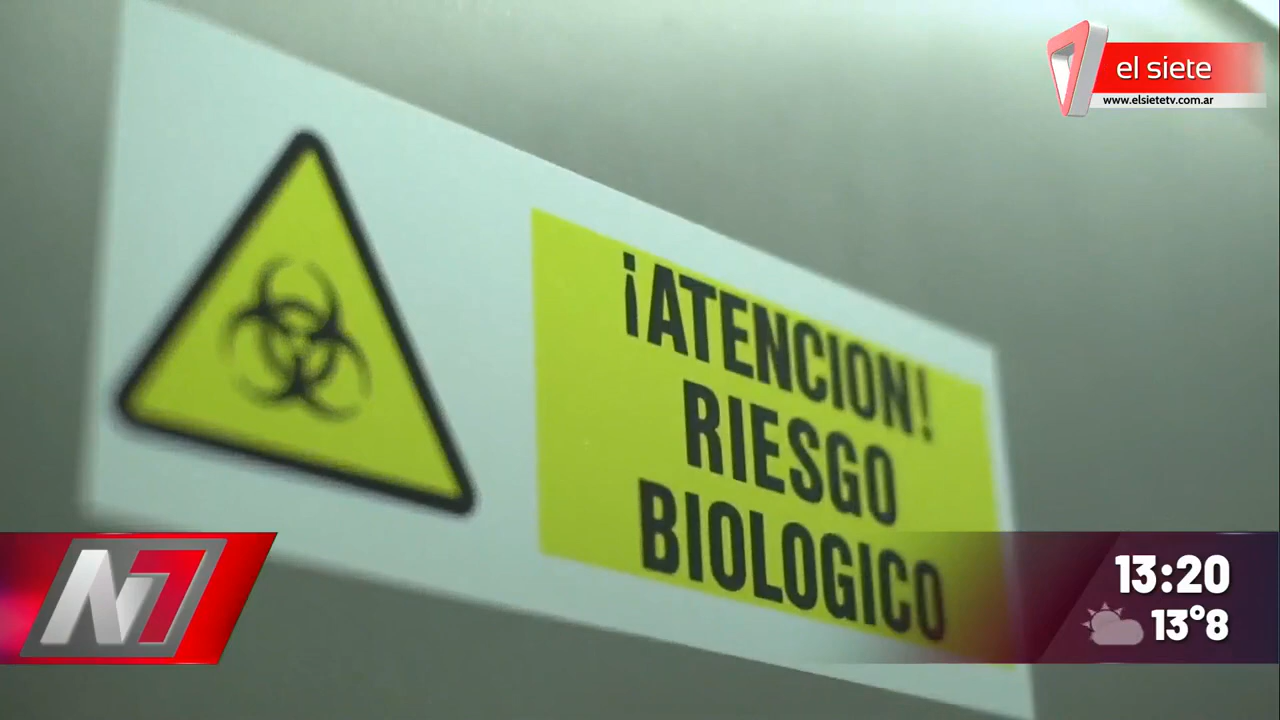 el siete
www.elsietetv.com.ar
¡ATENCION!
RIESGO
BIOLOGICO
N7
13:20
13°8